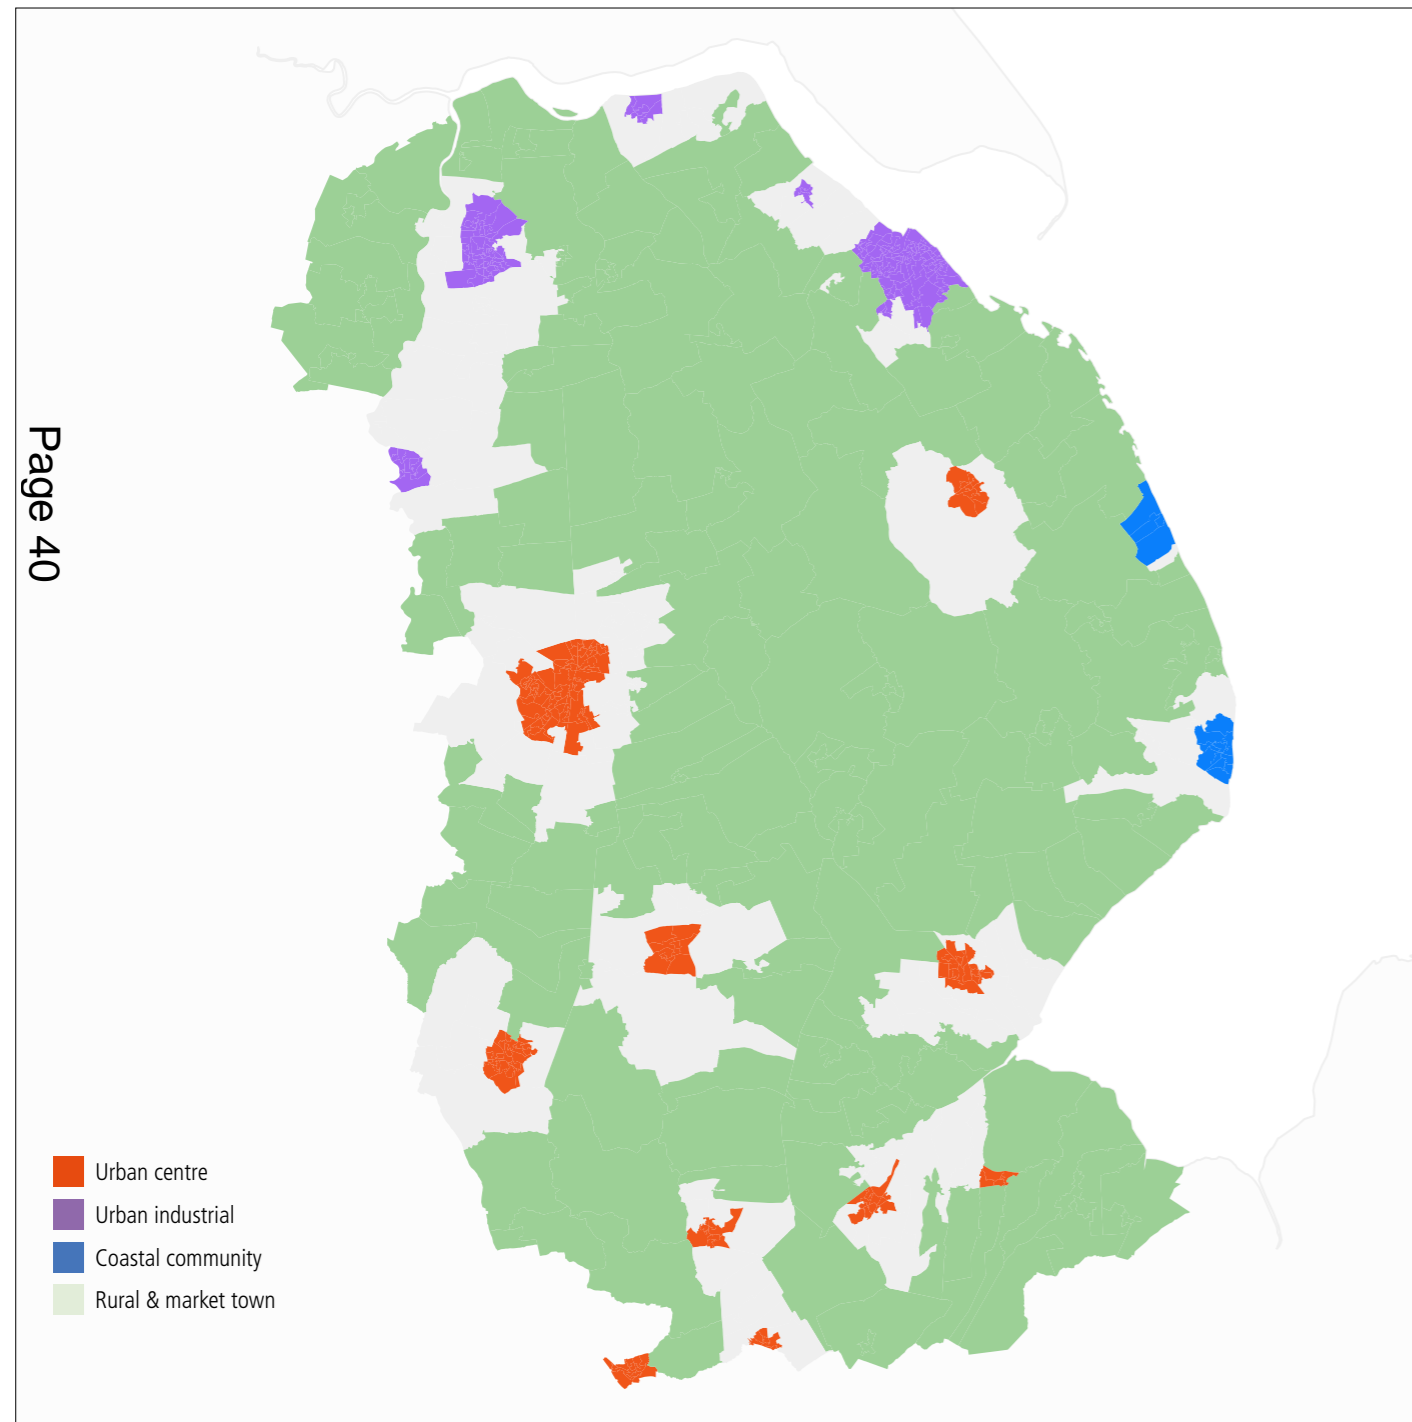 Page 40
Urban centre
Urban industrial
Coastal community
Rural & market town